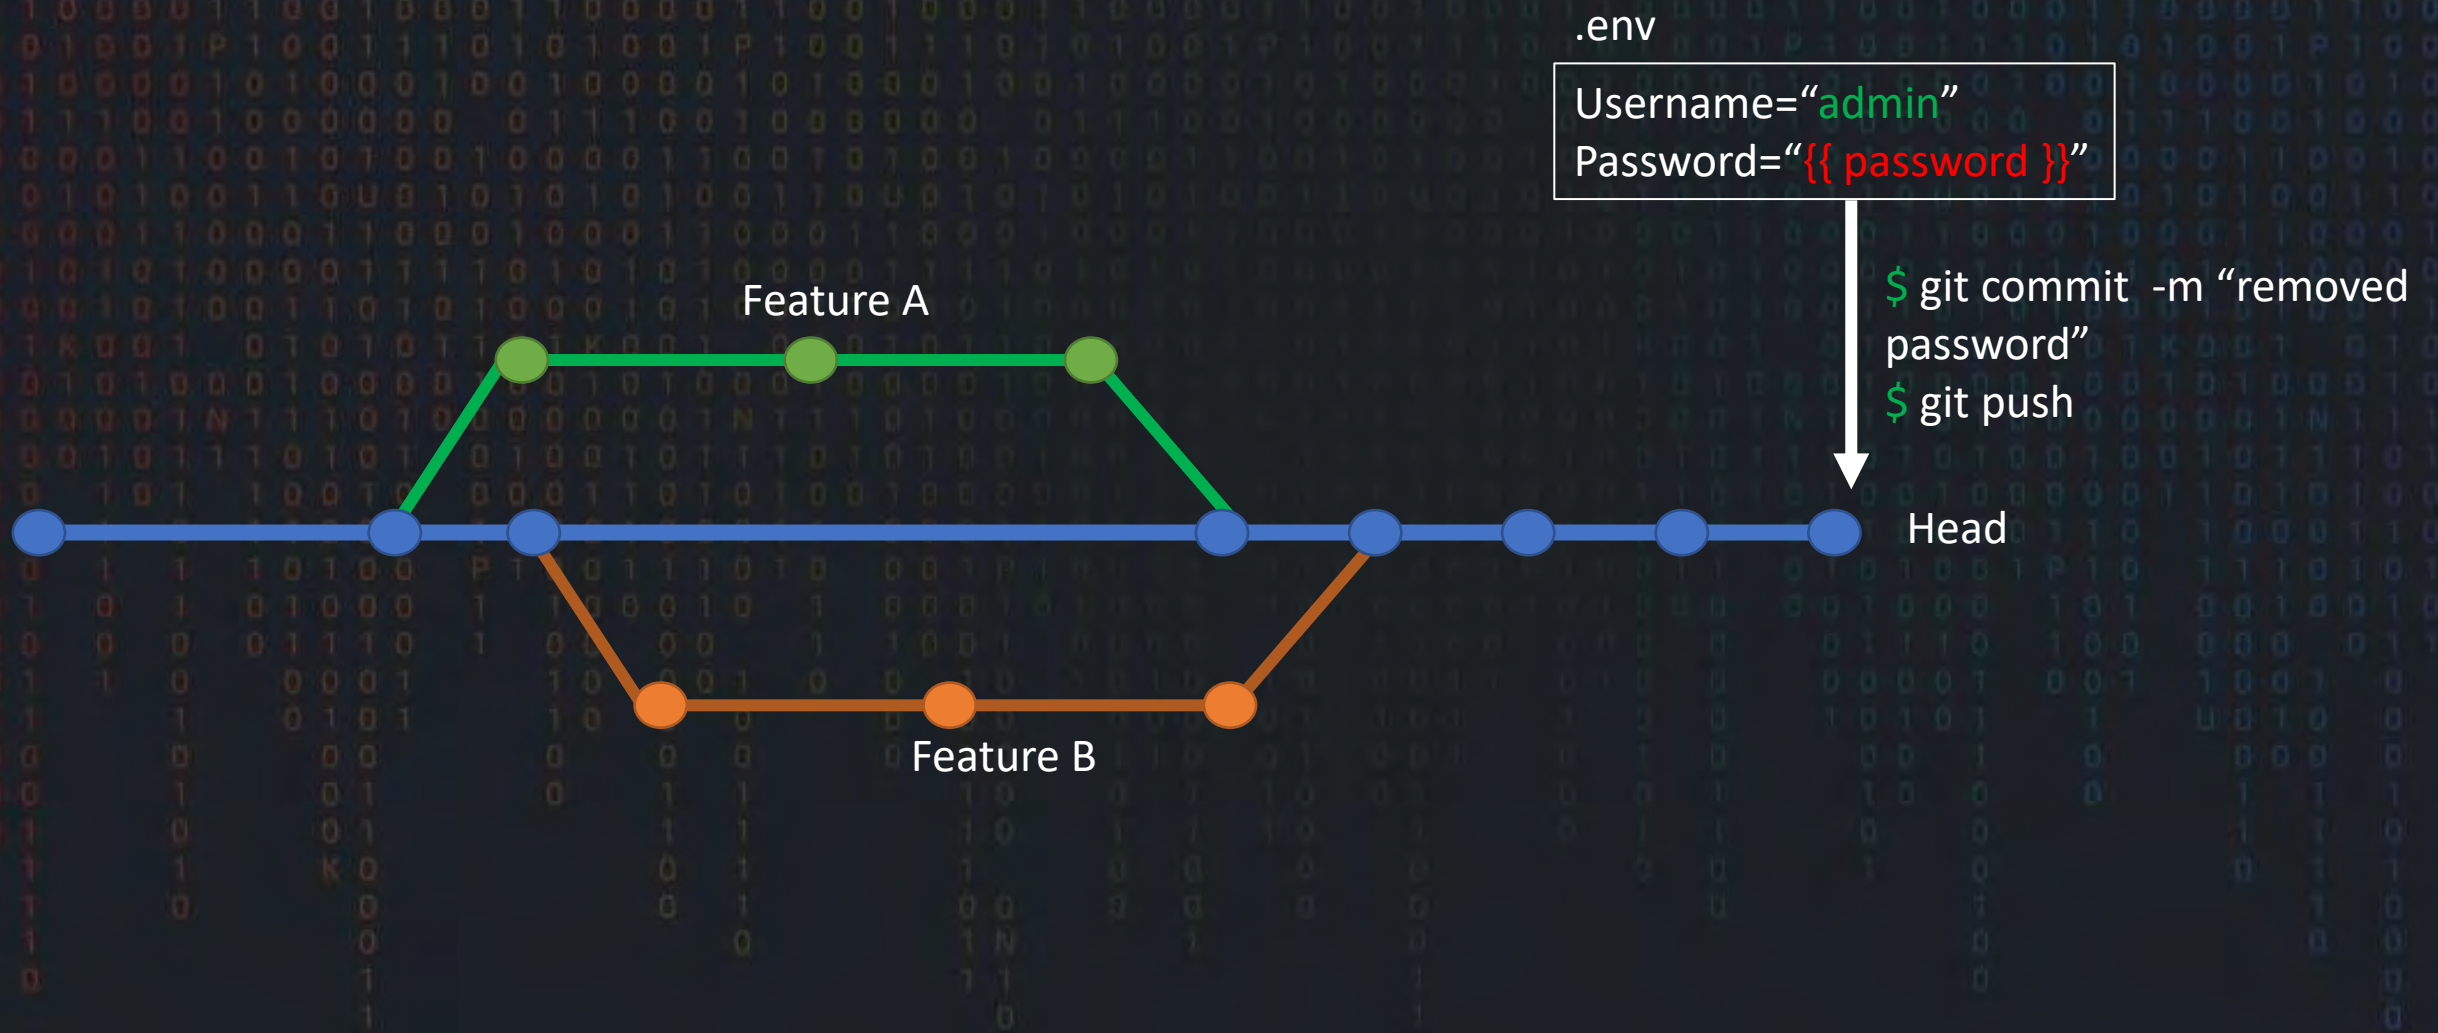 .env
Username=“admin”
Password=“{{ password }}”
$ git commit  -m “removed
password”
$ git push
Feature A
Head
Feature B